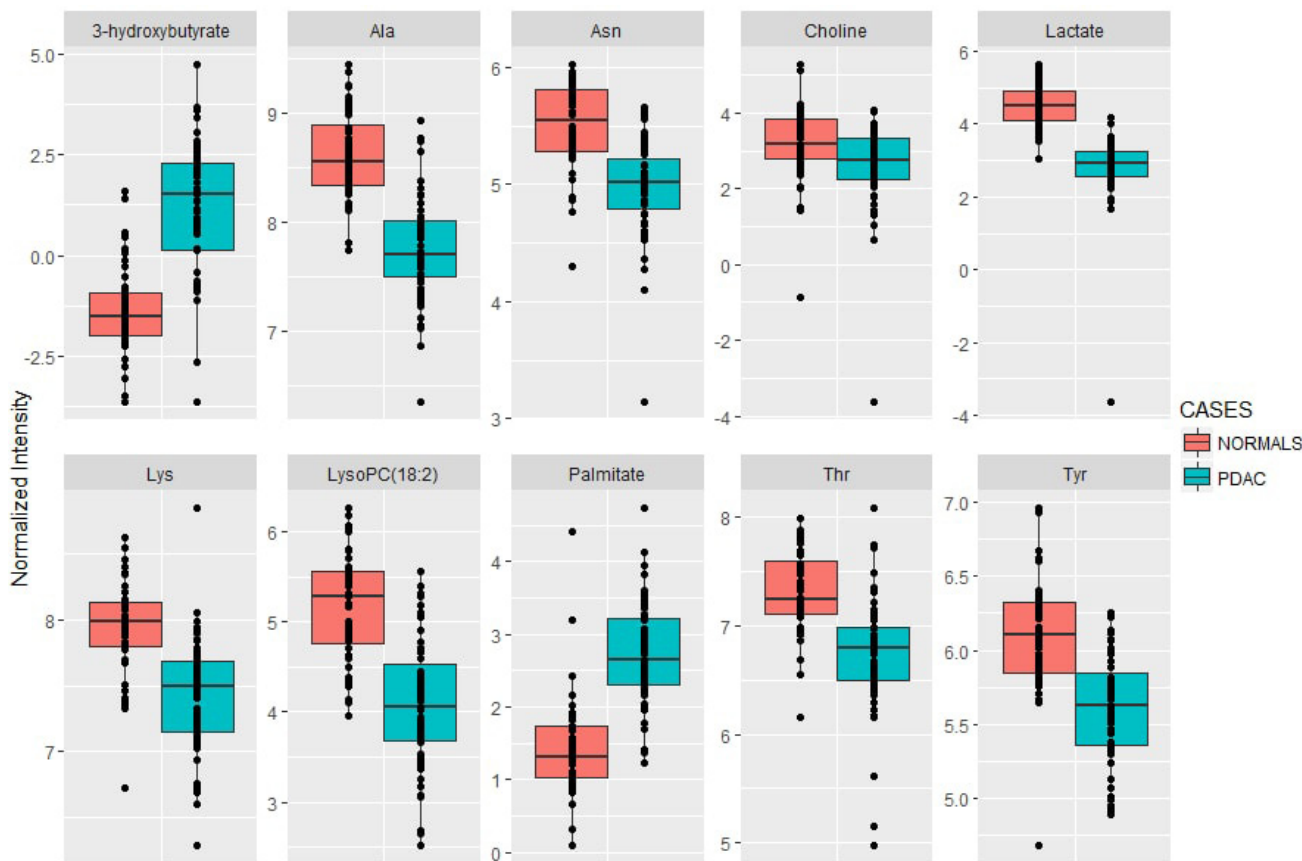 3-hydroxybutyrate Ala Asn Choline Lactate
5.0 2.5 0.0 -2.5
9 8 7
6 5 4 3
4 2 0 -2 -4
6 4 2 0 -2 -4
Normalized Intensity
CASES
NORMALS
PDAC
Lys LysoPC(18:2) Palmitate Thr Tyr
8 7
6 5 4 3
4 3 2 1 0
8 7 6 5
7.0 6.5 6.0 5.5 5.0